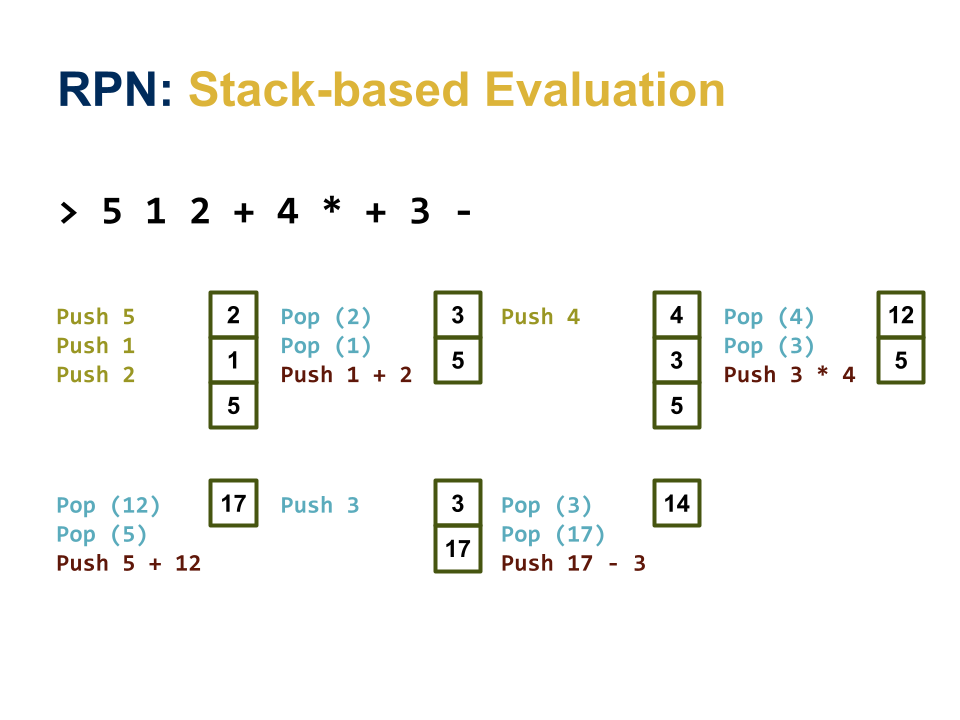 RPN: Stack-based Evaluation
> 5 1 2 + 4 * + 3 -
Push 5
Push 1
Push 2
2
1
5
Pop (2)
Pop (1)
Push 1 + 2
3
5
Push 4
4
3
5
Pop (4)
Pop (3)
Push 3 * 4
12
5
Pop (12)
Pop (5)
Push 5 + 12
17
Push 3
3
17
Pop (3)
Pop (17)
Push 17 - 3
14